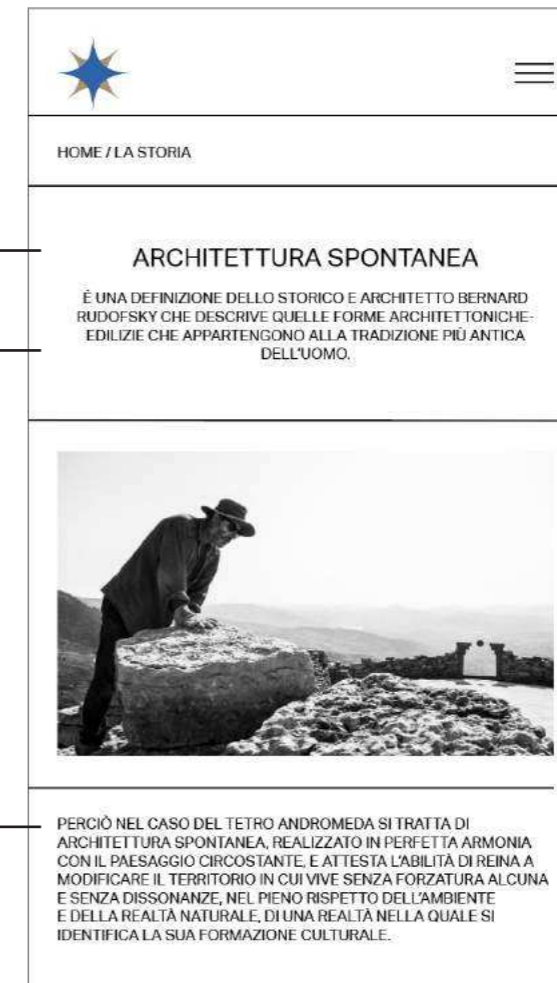 HOME / LA STORIA
ARCHITETTURA SPONTANEA
È UNA DEFINIZIONE DELLO STORICO E ARCHITETTO BERNARD
RUDOFSKY CHE DESCRIVE QUELLE FORME ARCHITETTONICHE-
EDILIZIE CHE APPARTENGONO ALLA TRADIZIONE PIÙ ANTICA
DELL'UOMO.
PERCIÒ NEL CASO DEL TETRO ANDROMEDA SI TRATTA DI
ARCHITETTURA SPONTANEA, REALIZZATO IN PERFETTA ARMONIA
CON IL PAESAGGIO CIRCOSTANTE, E ATTESTA L'ABILITÀ DI REINA A
MODIFICARE IL TERRITORIO IN CUI VIVE SENZA FORZATURA ALCUNA
E SENZA DISSONANZE, NEL PIENO RISPETTO DELL'AMBIENTE
E DELLA REALTÀ NATURALE, DI UNA REALTÀ NELLA QUALE SI
IDENTIFICA LA SUA FORMAZIONE CULTURALE.